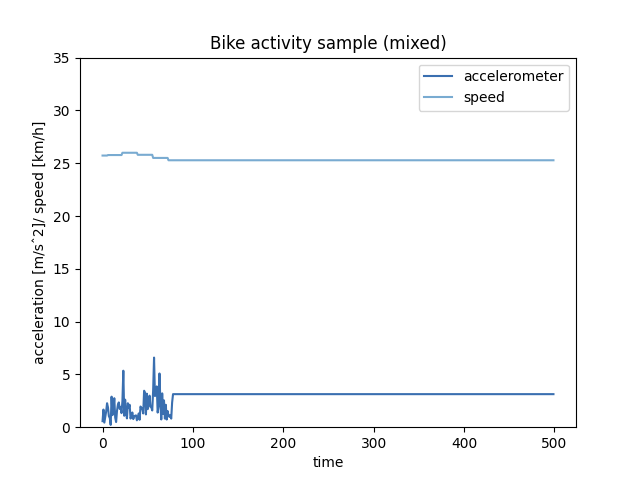 Bike activity sample (mixed)
accelerometer
speed
acceleration [m/sˆ2]/ speed [km/h]
35
30
25
20
15
10
5
0
0 100 200 300 400 500
time